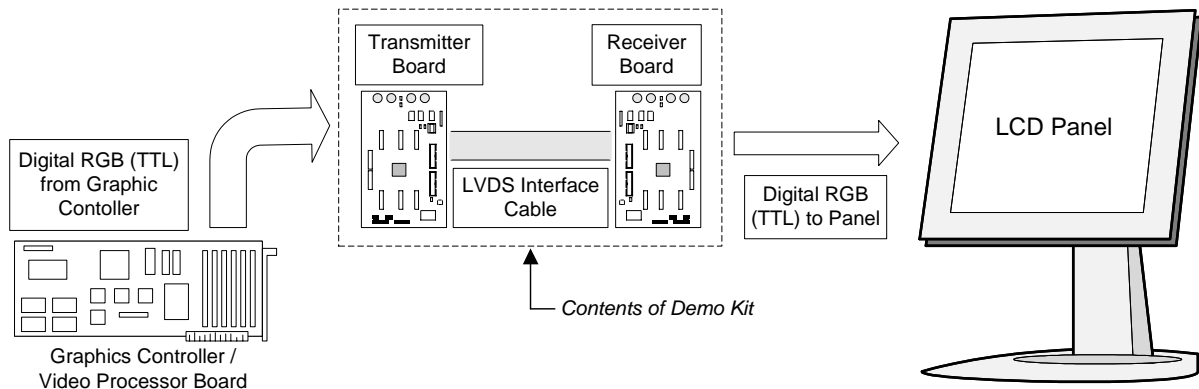 Transmitter
Board
Receiver
Board
Digital RGB (TTL)
from Graphic
Contoller
LVDS Interface
Cable
Digital RGB
(TTL) to Panel
LCD Panel
Contents of Demo Kit
Graphics Controller /
Video Processor Board